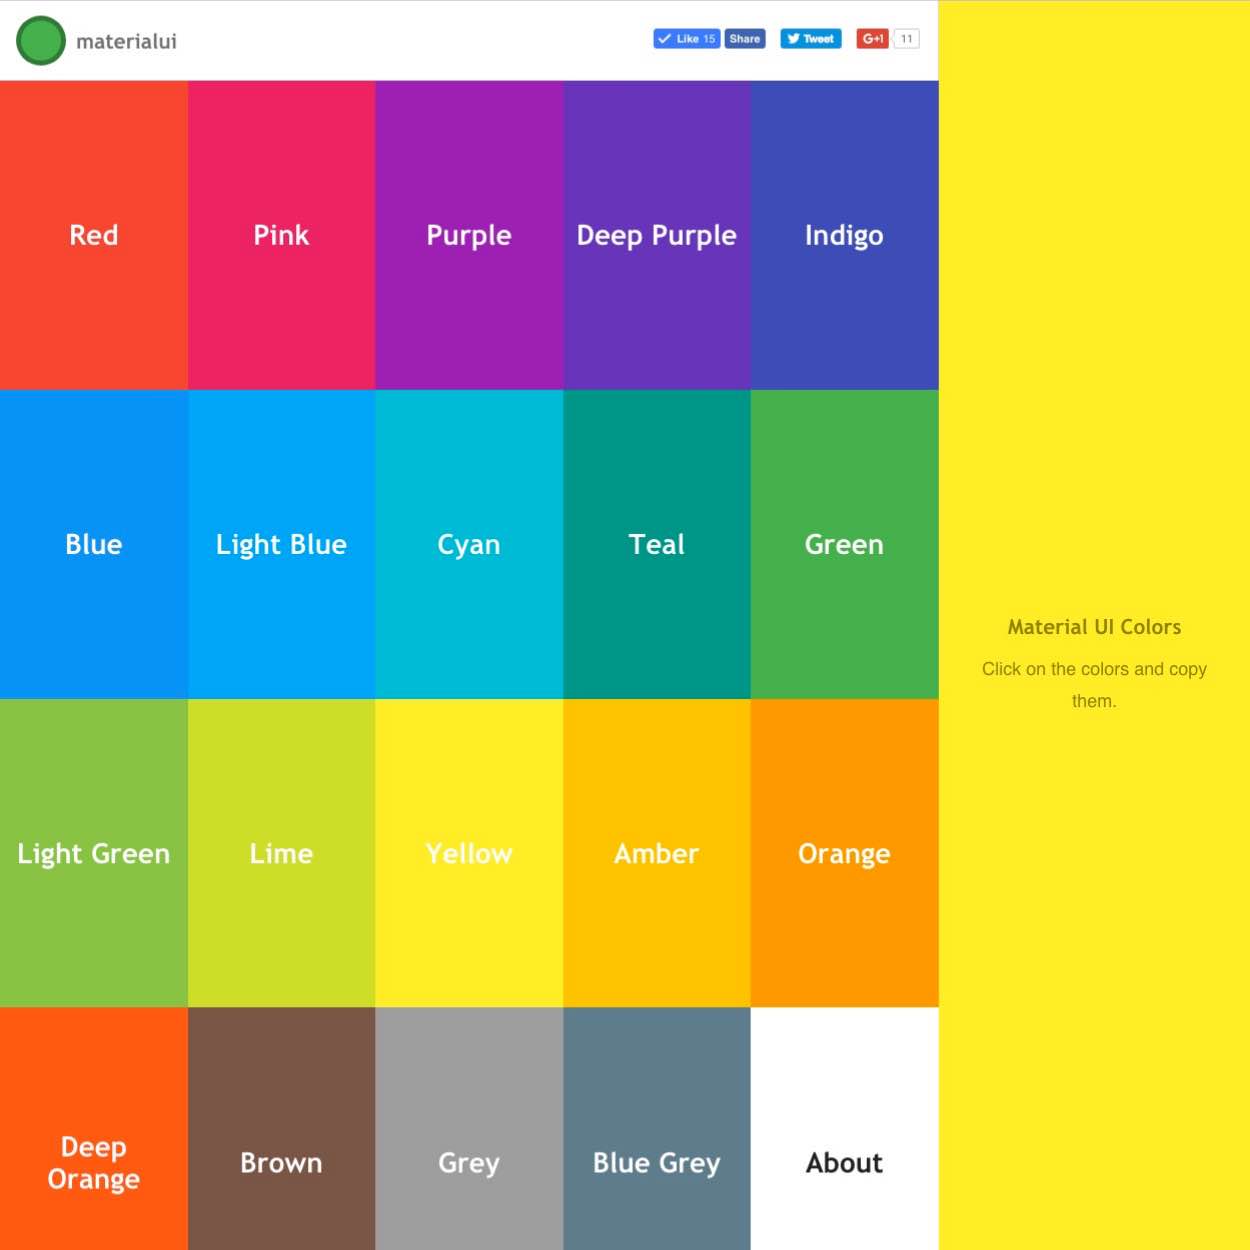 materialui
Like 15 Share Tweet G+1 11
Red Pink Purple Deep Purple Indigo
Blue Light Blue Cyan Teal Green
Material UI Colors
Click on the colors and copy
them.
Light Green Lime Yellow Amber Orange
Deep
Orange
Brown Grey Blue Grey About